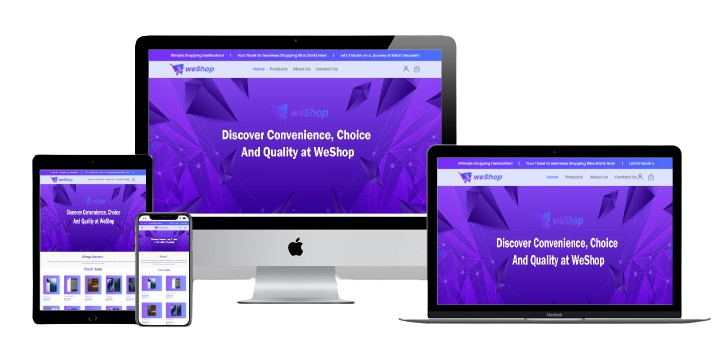 Ultimate Shopping Destination! | Your Ticket to Seamless Shopping Bliss Starts Now! | Let's Embark on a Journey of Retail Discovery
weShop Home Products About Us Contact Us
weShop
Discover Convenience, Choice
And Quality at WeShop
Ultimate Shopping Destination! | Your Ticket to Seamless Shopping Bliss Starts Now! | Let's Embark o
weShop Home Products About Us Contact Us
weShop
Discover Convenience, Choice
And Quality at WeShop
MacBook
weShop
Discover Convenience, Choice
And Quality at WeShop
Shop Smart
Flash Sale